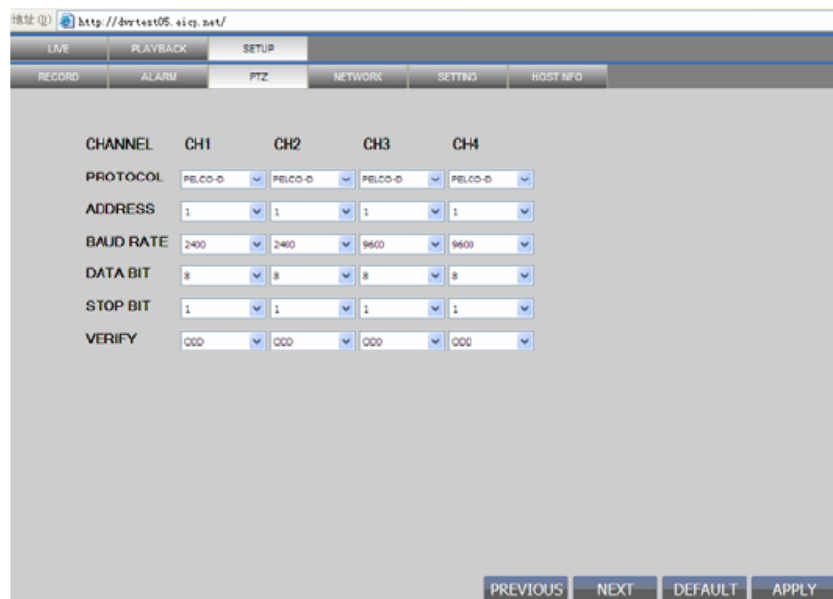 地址(D) http://dvrtest05.eicp.net/
LIVE PLAYBACK SETUP
RECORD ALARM PTZ NETWORK SETTING HOST NFO
CHANNEL CH1 CH2 CH3 CH4
PROTOCOL PELCO-D PELCO-D PELCO-D PELCO-D
ADDRESS 1 1 1 1
BAUD RATE 2400 2400 9600 9600
DATA BIT 8 8 8 8
STOP BIT 1 1 1 1
VERIFY ODD ODD ODD ODD
PREVIOUS NEXT DEFAULT APPLY